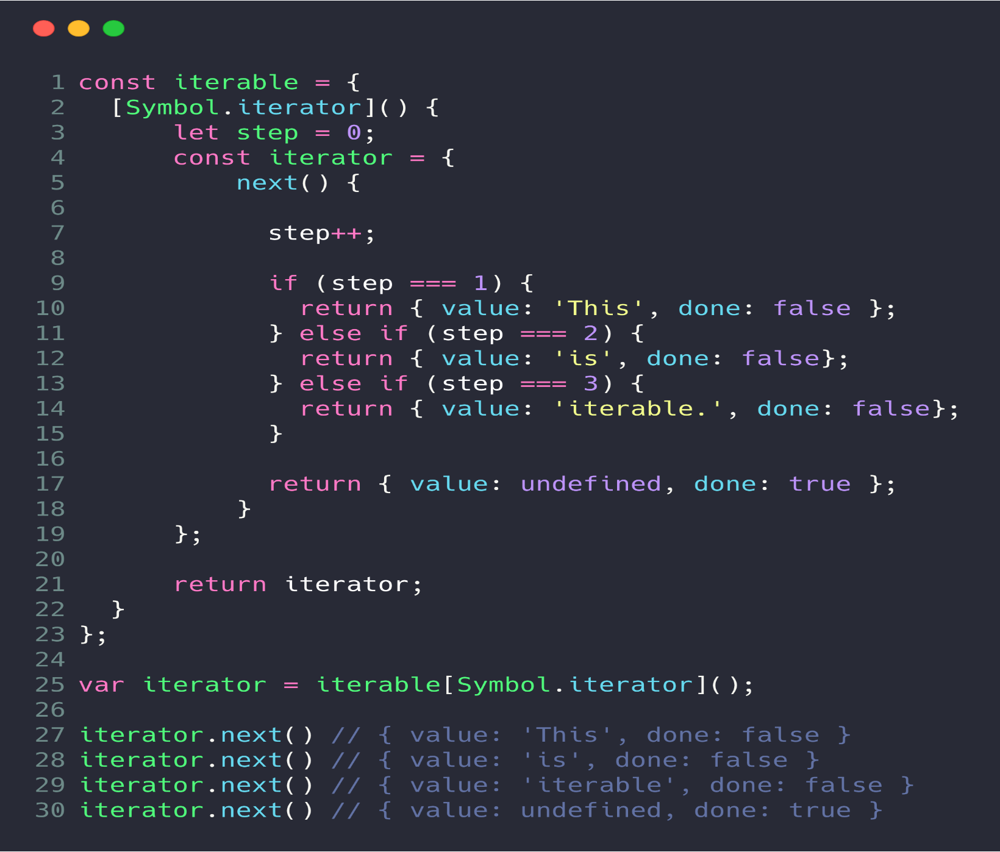 1 const iterable = {
2   [Symbol.iterator]() {
3       let step = 0;
4       const iterator = {
5           next() {
6
7             step++;
8
9             if (step === 1) {
10               return { value: 'This', done: false };
11             } else if (step === 2) {
12               return { value: 'is', done: false};
13             } else if (step === 3) {
14               return { value: 'iterable.', done: false};
15             }
16
17             return { value: undefined, done: true };
18           }
19       };
20
21       return iterator;
22   }
23 };
24
25 var iterator = iterable[Symbol.iterator]();
26
27 iterator.next() // { value: 'This', done: false }
28 iterator.next() // { value: 'is', done: false }
29 iterator.next() // { value: 'iterable', done: false }
30 iterator.next() // { value: undefined, done: true }